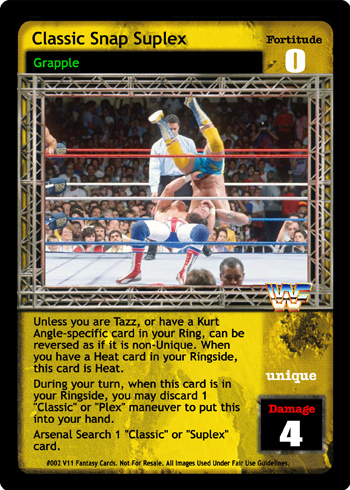 Classic Snap Suplex
Fortitude
0
Grapple
Unless you are Tazz, or have a Kurt
Angle-specific card in your Ring, can be
reversed as if it is non-Unique. When
you have a Heat card in your Ringside,
this card is Heat.
During your turn, when this card is in
your Ringside, you may discard 1
"Classic" or "Plex" maneuver to put this
into your hand.
Arsenal Search 1 "Classic" or "Suplex"
card.
unique
Damage
4
#002 V11 Fantasy Cards. Not For Resale. All Images Used Under Fair Use Guidelines.